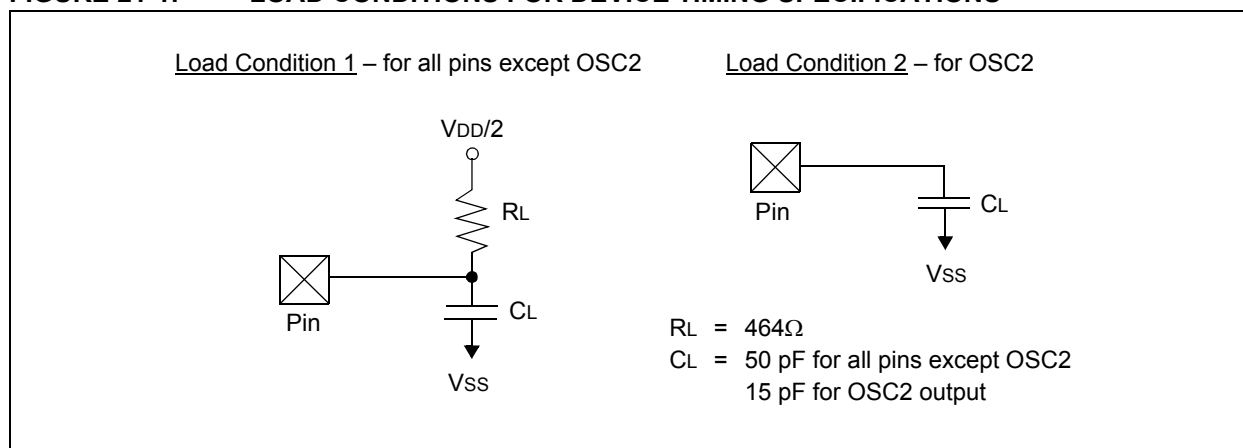 Load Condition 1 – for all pins except OSC2
Load Condition 2 – for OSC2
VDD/2
RL
Pin
CL
VSS
Pin
CL
VSS
RL = 464Ω
CL = 50 pF for all pins except OSC2
15 pF for OSC2 output